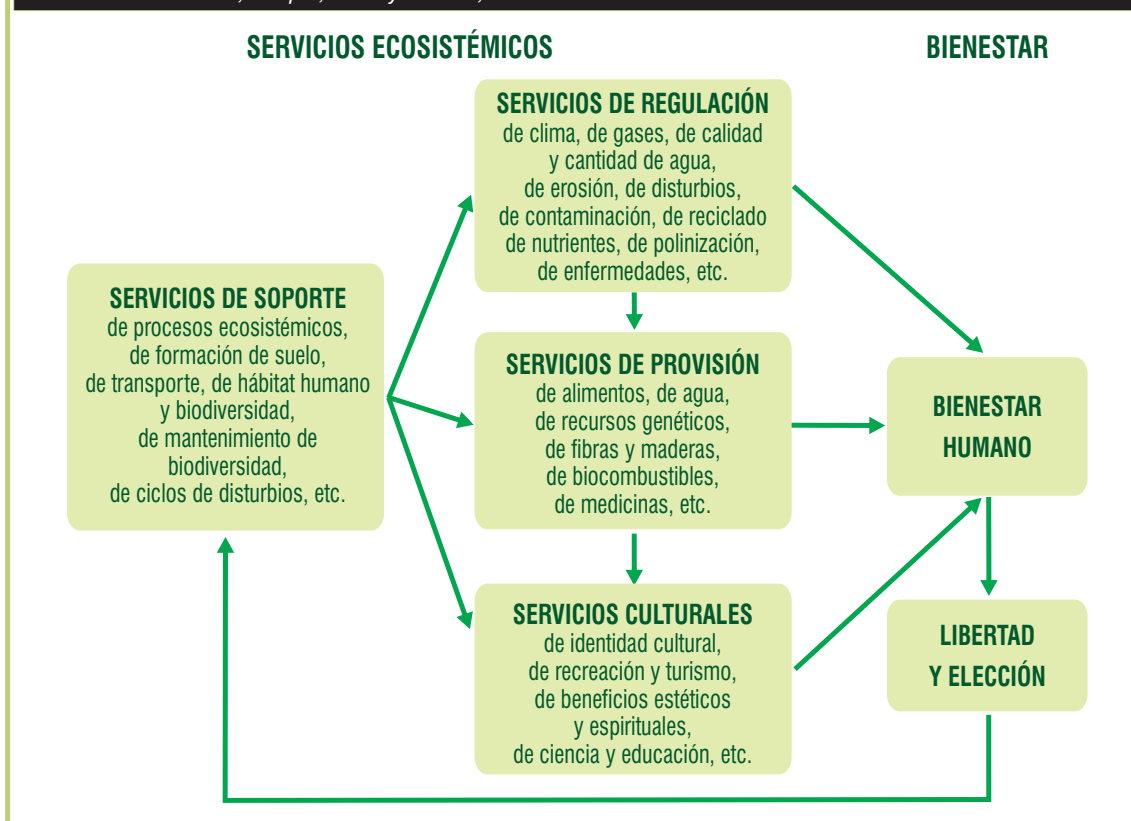 SERVICIOS ECOSISTÉMICOS
BIENESTAR
SERVICIOS DE REGULACIÓN
de clima, de gases, de calidad
y cantidad de agua,
de erosión, de disturbios,
de contaminación, de reciclado
de nutrientes, de polinización,
de enfermedades, etc.
SERVICIOS DE SOPORTE
de procesos ecosistémicos,
de formación de suelo,
de transporte, de hábitat humano
y biodiversidad,
de mantenimiento de
biodiversidad,
de ciclos de disturbios, etc.
SERVICIOS DE PROVISIÓN
de alimentos, de agua,
de recursos genéticos,
de fibras y maderas,
de biocombustibles,
de medicinas, etc.
BIENESTAR
HUMANO
SERVICIOS CULTURALES
de identidad cultural,
de recreación y turismo,
de beneficios estéticos
y espirituales,
de ciencia y educación, etc.
LIBERTAD
Y ELECCIÓN